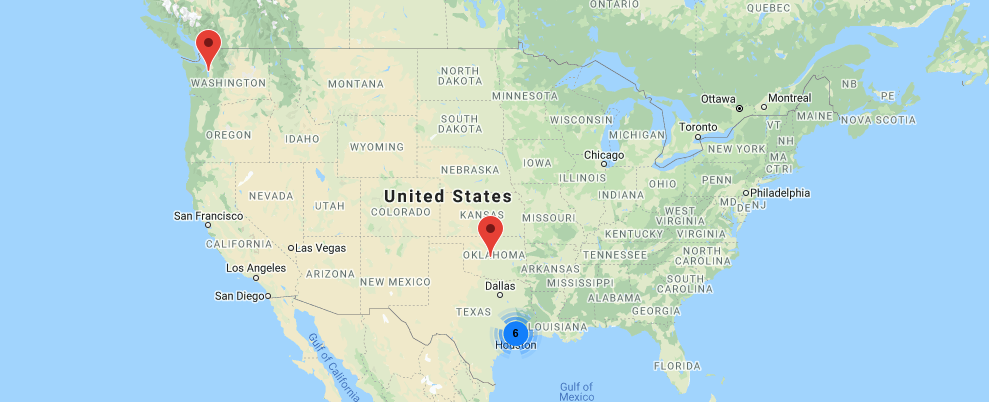 ONTARIO
QUEBEC
WASHINGTON
MONTANA
NORTH
DAKOTA
MINNESOTA
Ottawa
Montreal
NB
PE
MAINE
NOVA SCOTIA
OREGON
IDAHO
SOUTH
DAKOTA
WISCONSIN
MICHIGAN
Toronto
VT
NH
WYOMING
NEW YORK
MA
CT
RI
IOWA
Chicago
NEBRASKA
ILLINOIS
INDIANA
OHIO
PENN
Philadelphia
MD
DE
NJ
NEVADA
UTAH
United States
COLORADO
KANSAS
MISSOURI
WEST
VIRGINIA
VIRGINIA
KENTUCKY
San Francisco
CALIFORNIA
Las Vegas
OKLAHOMA
TENNESSEE
NORTH
CAROLINA
Los Angeles
ARIZONA
NEW MEXICO
ARKANSAS
MISSISSIPPI
SOUTH
CAROLINA
San Diego
Dallas
ALABAMA
GEORGIA
TEXAS
LOUISIANA
6
Houston
Gulf of California
FLORIDA
Gulf of
Mexico